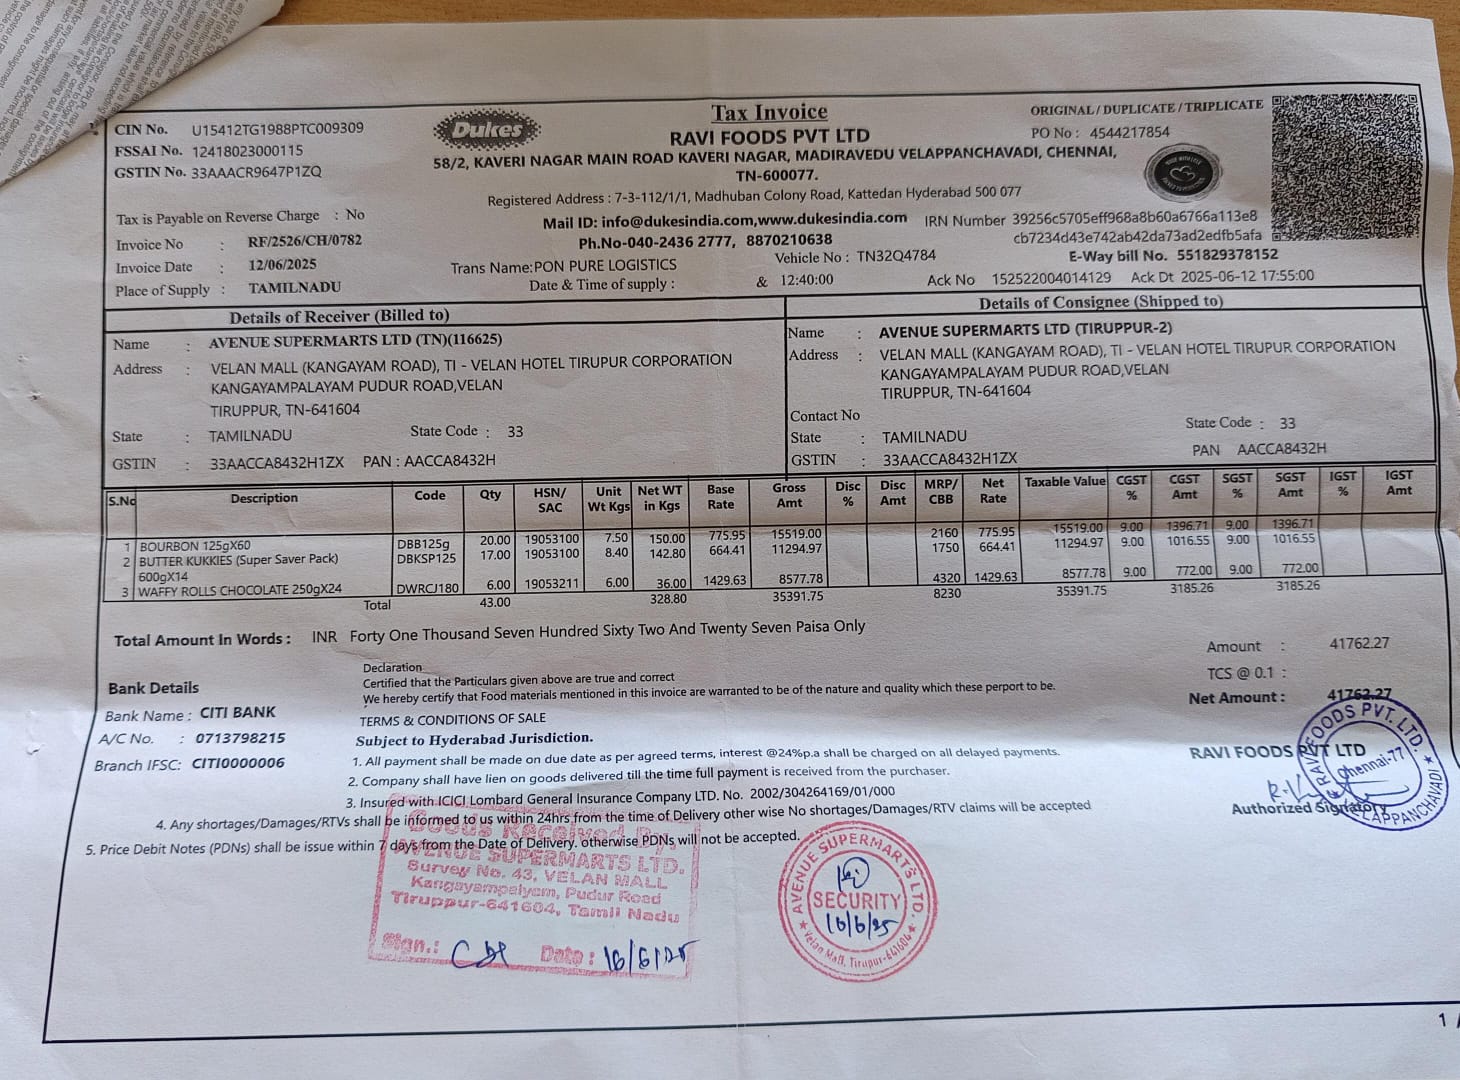 Tax Invoice
ORIGINAL / DUPLICATE / TRIPLICATE
CIN No. U15412TG1988PTC009309
Dukes
RAVI FOODS PVT LTD
PO No : 4544217854
FSSAI No. 12418023000115
58/2, KAVERI NAGAR MAIN ROAD KAVERI NAGAR, MADIRAVEDU VELAPPANCHAVADI, CHENNAI,
GSTIN No. 33AAACR9647P1ZQ
TN-600077.
Registered Address : 7-3-112/1/1, Madhuban Colony Road, Kattedan Hyderabad 500 077
Tax is Payable on Reverse Charge : No
Mail ID: info@dukesindia.com,www.dukesindia.com
IRN Number 39256c5705eff968a8b60a6766a113e8
cb7234d43e742ab42da73ad2edfb5afa
Invoice No : RF/2526/CH/0782
Ph.No-040-2436 2777, 8870210638
Invoice Date : 12/06/2025
Trans Name:PON PURE LOGISTICS
Vehicle No : TN32Q4784
E-Way bill No. 551829378152
Place of Supply : TAMILNADU
Date & Time of supply : & 12:40:00
Ack No 152522004014129 Ack Dt 2025-06-12 17:55:00
Details of Receiver (Billed to)
Name : AVENUE SUPERMARTS LTD (TN)(116625)
Address : VELAN MALL (KANGAYAM ROAD), TI - VELAN HOTEL TIRUPUR CORPORATION
KANGAYAMPALAYAM PUDUR ROAD,VELAN
TIRUPPUR, TN-641604
State : TAMILNADU State Code : 33
GSTIN : 33AACCA8432H1ZX PAN : AACCA8432H
Details of Consignee (Shipped to)
Name : AVENUE SUPERMARTS LTD (TIRUPPUR-2)
Address : VELAN MALL (KANGAYAM ROAD), TI - VELAN HOTEL TIRUPUR CORPORATION
KANGAYAMPALAYAM PUDUR ROAD,VELAN
TIRUPPUR, TN-641604
Contact No
State : TAMILNADU State Code : 33
GSTIN : 33AACCA8432H1ZX PAN AACCA8432H
S.No Description Code Qty HSN/ SAC Unit Wt Kgs Net WT in Kgs Base Rate Gross Amt Disc % Disc Amt MRP/ CBB Net Rate Taxable Value CGST % CGST Amt SGST % SGST Amt IGST % IGST Amt
1 BOURBON 125gX60 DBB125g 20.00 19053100 7.50 150.00 775.95 15519.00 2160 775.95 15519.00 9.00 1396.71 9.00 1396.71
2 BUTTER KUKKIES (Super Saver Pack) DBKSP125 17.00 19053100 8.40 142.80 664.41 11294.97 1750 664.41 11294.97 9.00 1016.55 9.00 1016.55
600gX14
3 WAFFY ROLLS CHOCOLATE 250gX24 DWRCJ180 6.00 19053211 6.00 36.00 1429.63 8577.78 4320 1429.63 8577.78 9.00 772.00 9.00 772.00
Total 43.00 328.80 35391.75 8230 35391.75 3185.26 3185.26
Total Amount In Words : INR Forty One Thousand Seven Hundred Sixty Two And Twenty Seven Paisa Only
Amount : 41762.27
TCS @ 0.1 :
Net Amount : 41762.27
Declaration
Certified that the Particulars given above are true and correct
We hereby certify that Food materials mentioned in this invoice are warranted to be of the nature and quality which these perport to be.
Bank Details
Bank Name : CITI BANK
A/C No. : 0713798215
Branch IFSC: CITI0000006
TERMS & CONDITIONS OF SALE
Subject to Hyderabad Jurisdiction.
1. All payment shall be made on due date as per agreed terms, interest @24%p.a shall be charged on all delayed payments.
2. Company shall have lien on goods delivered till the time full payment is received from the purchaser.
3. Insured with ICICI Lombard General Insurance Company LTD. No. 2002/304264169/01/000
4. Any shortages/Damages/RTVs shall be informed to us within 24hrs from the time of Delivery other wise No shortages/Damages/RTV claims will be accepted
5. Price Debit Notes (PDNs) shall be issue within 7 days from the Date of Delivery. otherwise PDNs will not be accepted.
RAVI FOODS PVT LTD
Authorized Signatory
RAVI FOODS PVT. LTD.
Chennai-77
VELAPPANCHAVADI
Goods Received By,
AVENUE SUPERMARTS LTD.
Survey No. 43, VELAN MALL
Kangayampalyam, Pudur Road
Tiruppur-641604, Tamil Nadu
Sign.: Date : 16/6/25
AVENUE SUPERMARTS LTD.
SECURITY
16/6/25
Velan Mall, Tirupur-641604
1 /